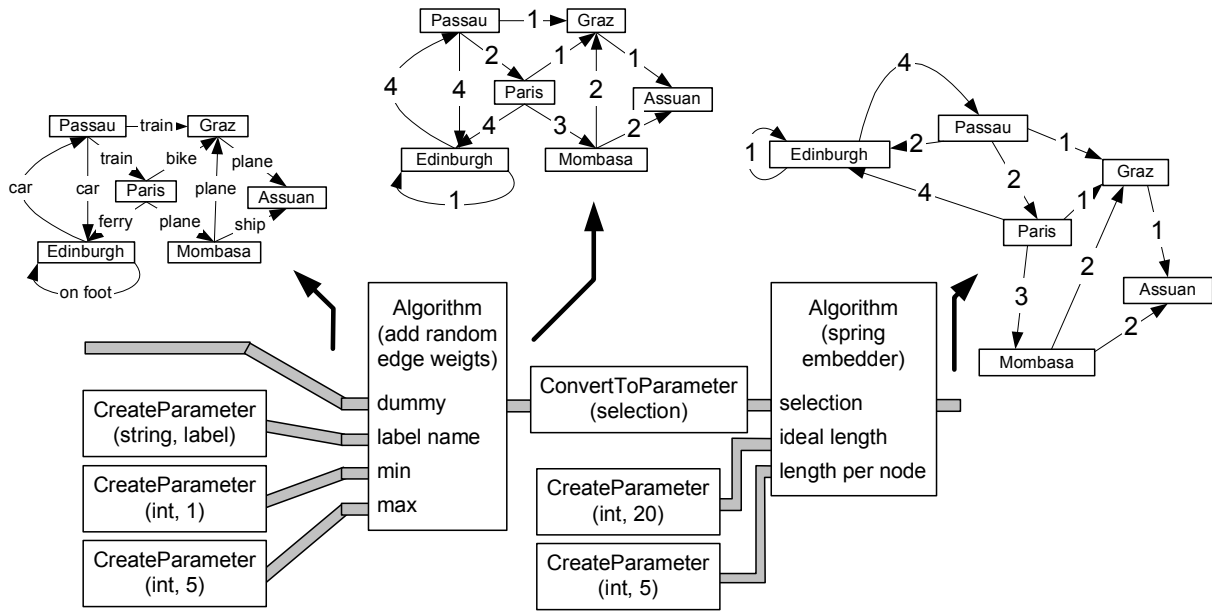 Passau
train
Graz
train
bike
plane
car
car
Paris
plane
Assuan
ferry
plane
ship
Edinburgh
Mombasa
on foot
Passau
1
Graz
2
1
1
4
4
Paris
2
Assuan
4
3
2
Edinburgh
Mombasa
1
4
Passau
1
Edinburgh
2
1
Graz
2
4
1
Paris
1
2
3
Assuan
2
Mombasa
Algorithm
(add random
edge weigts)
dummy
label name
min
max
CreateParameter
(string, label)
CreateParameter
(int, 1)
CreateParameter
(int, 5)
ConvertToParameter
(selection)
Algorithm
(spring
embedder)
selection
ideal length
length per node
CreateParameter
(int, 20)
CreateParameter
(int, 5)